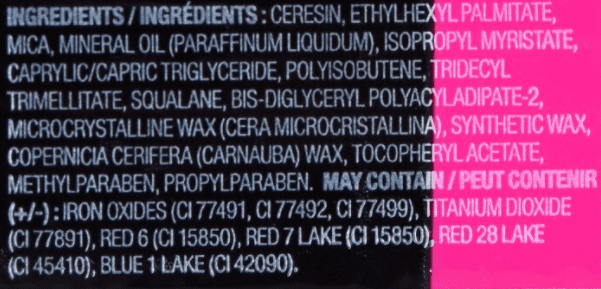 INGREDIENTS / INGRÉDIENTS : CERESIN, ETHYLHEXYL PALMITATE,
MICA, MINERAL OIL (PARAFFINUM LIQUIDUM), ISOPROPYL MYRISTATE,
CAPRYLIC/CAPRIC TRIGLYCERIDE, POLYISOBUTENE, TRIDECYL
TRIMELLITATE, SQUALANE, BIS-DIGLYCERYL POLYACYLADIPATE-2,
MICROCRYSTALLINE WAX (CERA MICROCRISTALLINA), SYNTHETIC WAX,
COPERNICIA CERIFERA (CARNAUBA) WAX, TOCOPHERYL ACETATE,
METHYLPARABEN, PROPYLPARABEN. MAY CONTAIN / PEUT CONTENIR
(+/-) : IRON OXIDES (CI 77491, CI 77492, CI 77499), TITANIUM DIOXIDE
(CI 77891), RED 6 (CI 15850), RED 7 LAKE (CI 15850), RED 28 LAKE
(CI 45410), BLUE 1 LAKE (CI 42090).